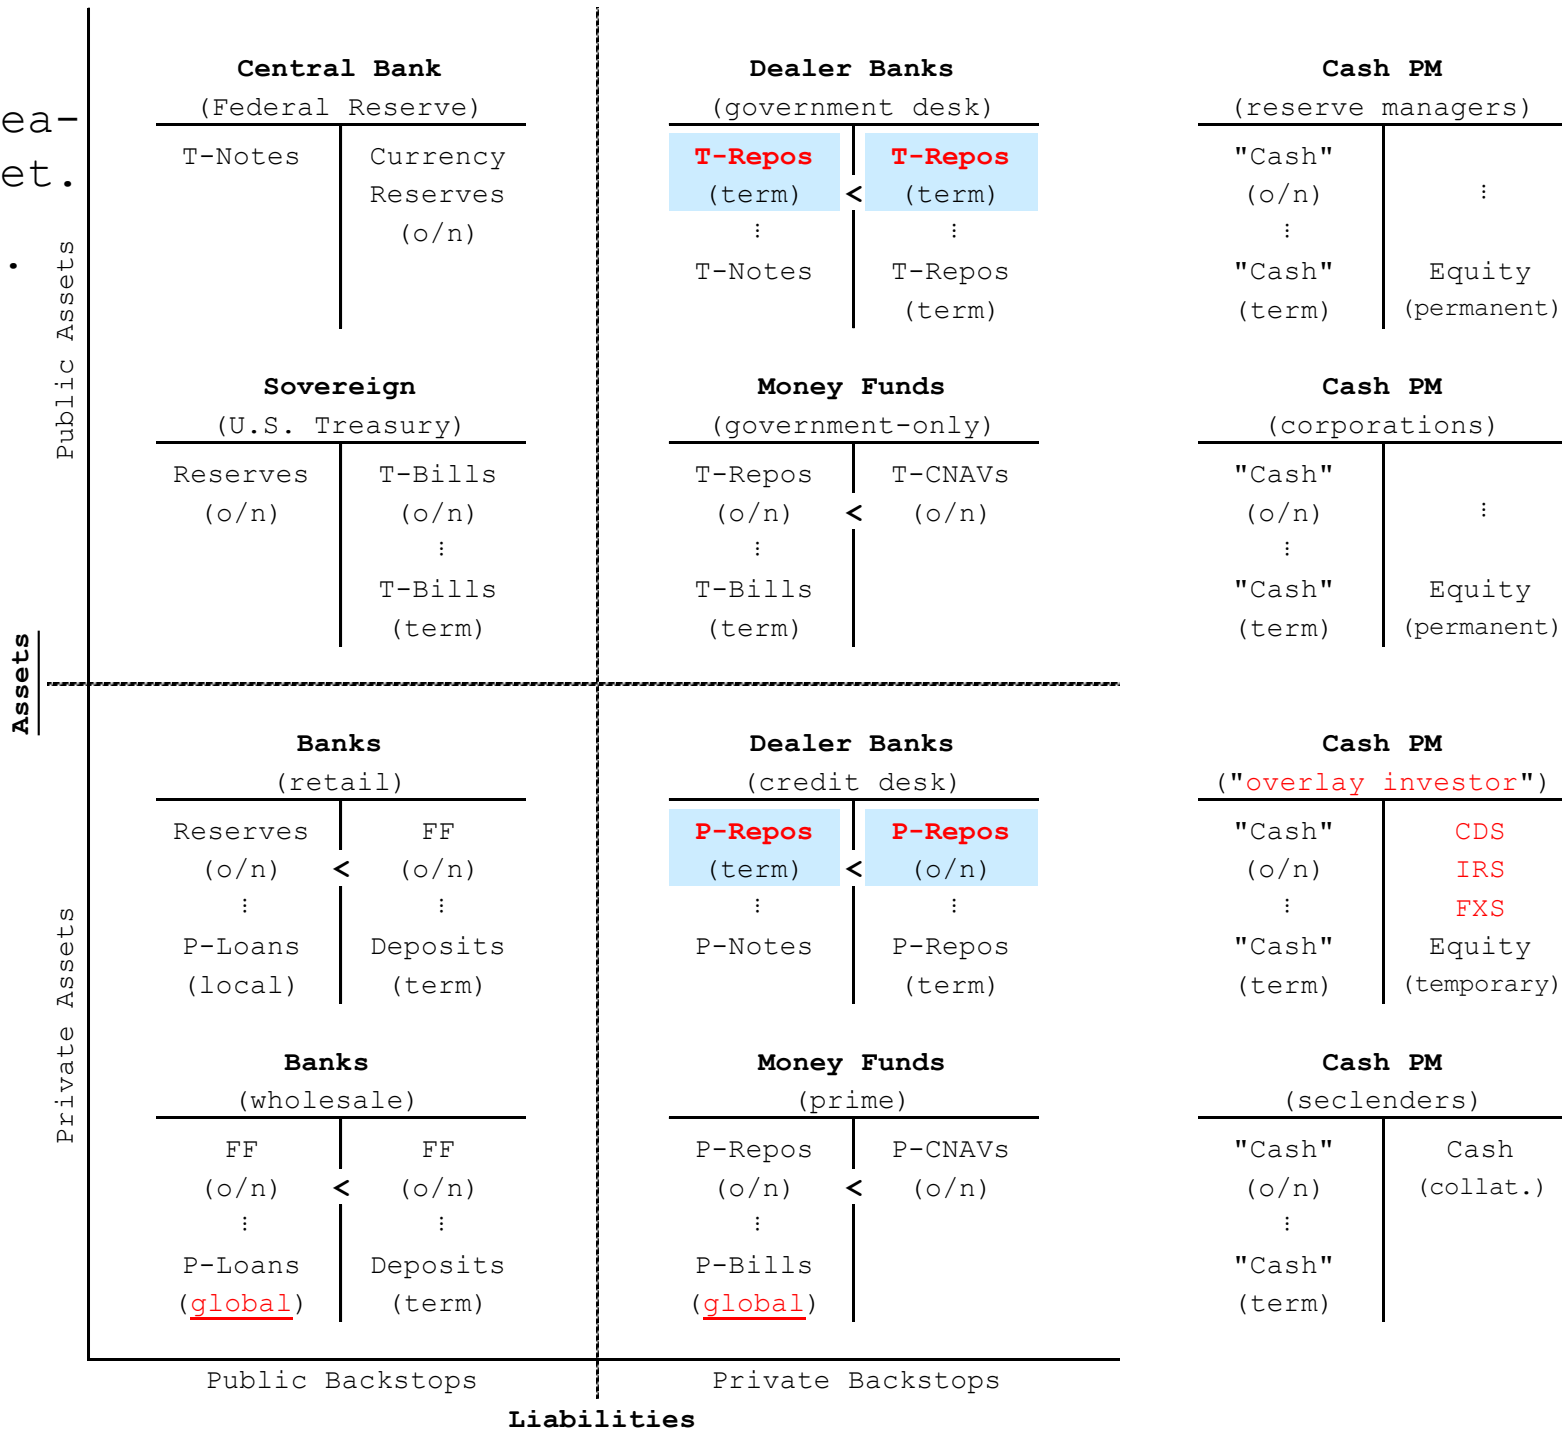 ea-
et.
.
Public Assets
Assets
Private Assets
Central Bank
(Federal Reserve)
T-Notes
Currency
Reserves
(o/n)
Dealer Banks
(government desk)
T-Repos
(term)
⋮
T-Notes
<
T-Repos
(term)
⋮
T-Repos
(term)
Cash PM
(reserve managers)
"Cash"
(o/n)
⋮
"Cash"
(term)
⋮
Equity
(permanent)
Sovereign
(U.S. Treasury)
Reserves
(o/n)
T-Bills
(o/n)
⋮
T-Bills
(term)
Money Funds
(government-only)
T-Repos
(o/n)
⋮
T-Bills
(term)
<
T-CNAVs
(o/n)
Cash PM
(corporations)
"Cash"
(o/n)
⋮
"Cash"
(term)
⋮
Equity
(permanent)
Banks
(retail)
Reserves
(o/n)
⋮
P-Loans
(local)
<
FF
(o/n)
⋮
Deposits
(term)
Dealer Banks
(credit desk)
P-Repos
(term)
⋮
P-Notes
<
P-Repos
(o/n)
⋮
P-Repos
(term)
Cash PM
("overlay investor")
"Cash"
(o/n)
⋮
"Cash"
(term)
CDS
IRS
FXS
Equity
(temporary)
Banks
(wholesale)
FF
(o/n)
⋮
P-Loans
(global)
<
FF
(o/n)
⋮
Deposits
(term)
Money Funds
(prime)
P-Repos
(o/n)
⋮
P-Bills
(global)
<
P-CNAVs
(o/n)
Cash PM
(seclenders)
"Cash"
(o/n)
⋮
"Cash"
(term)
Cash
(collat.)
Public Backstops
Private Backstops
Liabilities